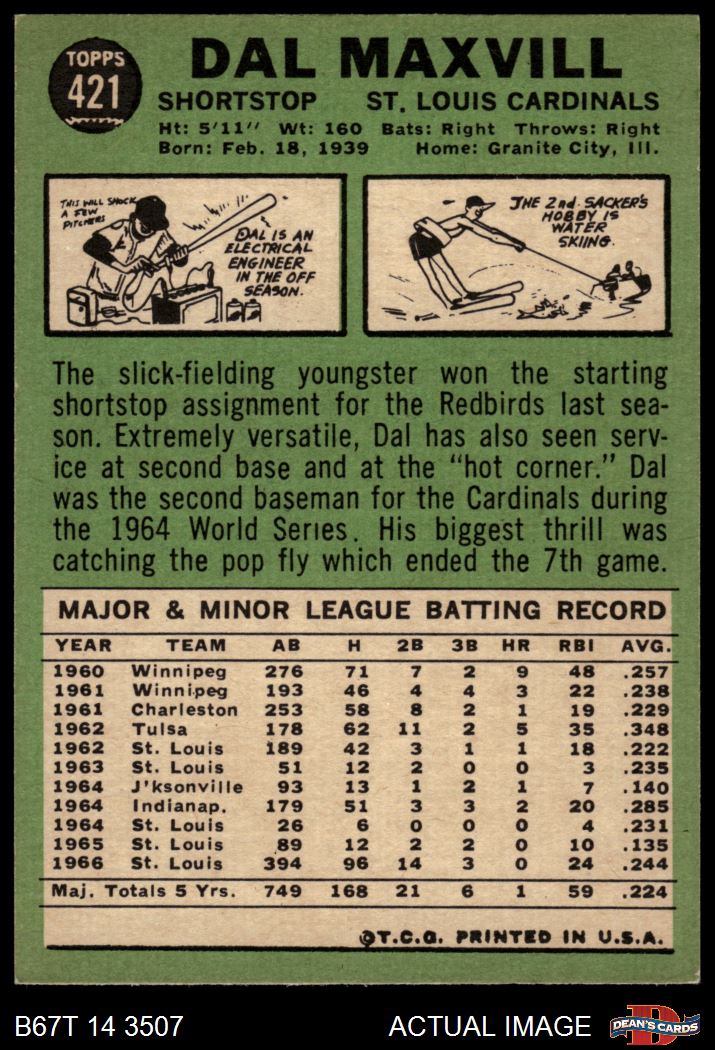 TOPPS
421
DAL MAXVILL
SHORTSTOP ST. LOUIS CARDINALS
Ht: 5'11" Wt: 160 Bats: Right Throws: Right
Born: Feb. 18, 1939 Home: Granite City, Ill.
THIS WILL SHOCK
A FEW
PITCHERS
DAL IS AN
ELECTRICAL
ENGINEER
IN THE OFF
SEASON.
THE 2nd SACKER'S
HOBBY IS
WATER
SKIING.
The slick-fielding youngster won the starting
shortstop assignment for the Redbirds last sea-
son. Extremely versatile, Dal has also seen serv-
ice at second base and at the "hot corner." Dal
was the second baseman for the Cardinals during
the 1964 World Series. His biggest thrill was
catching the pop fly which ended the 7th game.
MAJOR & MINOR LEAGUE BATTING RECORD
YEAR TEAM AB H 2B 3B HR RBI AVG.
1960 Winnipeg 276 71 7 2 9 48 .257
1961 Winnipeg 193 46 4 4 3 22 .238
1961 Charleston 253 58 8 2 1 19 .229
1962 Tulsa 178 62 11 2 5 35 .348
1962 St. Louis 189 42 3 1 1 18 .222
1963 St. Louis 51 12 2 0 0 3 .235
1964 J'ksonville 93 13 1 2 1 7 .140
1964 Indianap. 179 51 3 3 2 20 .285
1964 St. Louis 26 6 0 0 0 4 .231
1965 St. Louis 89 12 2 2 0 10 .135
1966 St. Louis 394 96 14 3 0 24 .244
Maj. Totals 5 Yrs. 749 168 21 6 1 59 .224
©T.C.G. PRINTED IN U.S.A.
B67T 14 3507 ACTUAL IMAGE
D
DEAN'S CARDS